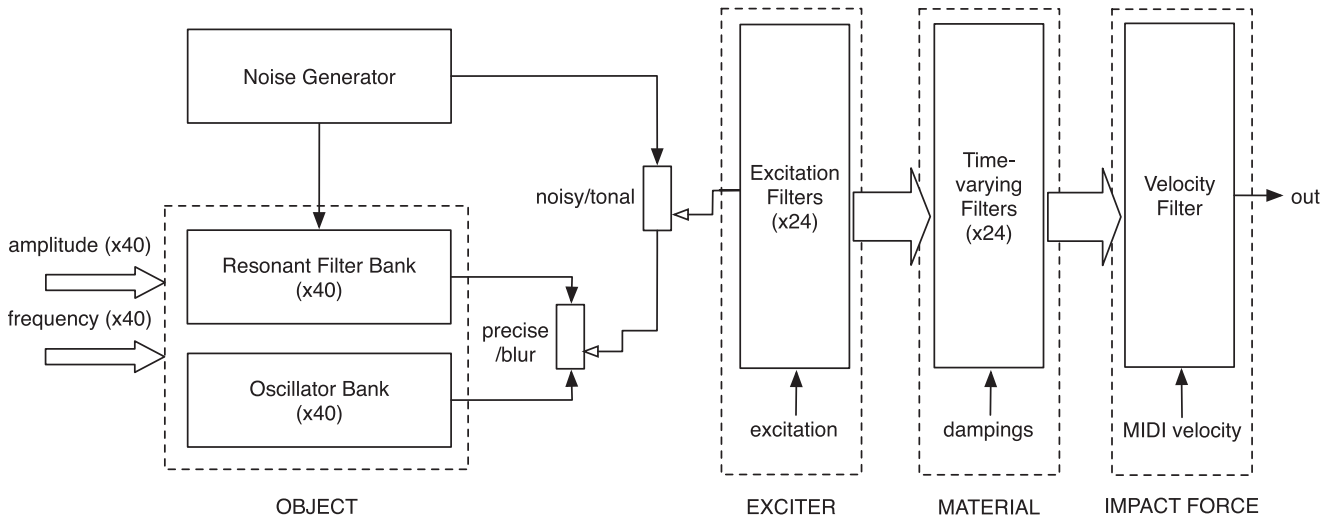 Noise Generator
amplitude (x40)
frequency (x40)
Resonant Filter Bank
(x40)
Oscillator Bank
(x40)
OBJECT
precise
/blur
noisy/tonal
Excitation
Filters
(x24)
excitation
EXCITER
Time-
varying
Filters
(x24)
dampings
MATERIAL
Velocity
Filter
MIDI velocity
IMPACT FORCE
out